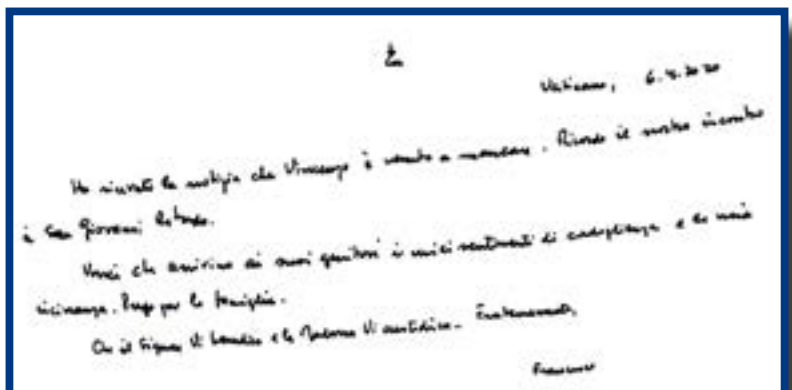 Vaticano, 6.4.2020
Ho ricevuto la notizia che Vincenzo è venuto a mancare. Ricordo il nostro incontro
a San Giovanni Rotondo.
Vorrei che arrivino ai suoi genitori i miei sentimenti di cordoglianza e la mia
vicinanza. Prego per la famiglia.
Che il Signore Vi benedica e la Madonna Vi custodisca. Fraternamente,
Francesco